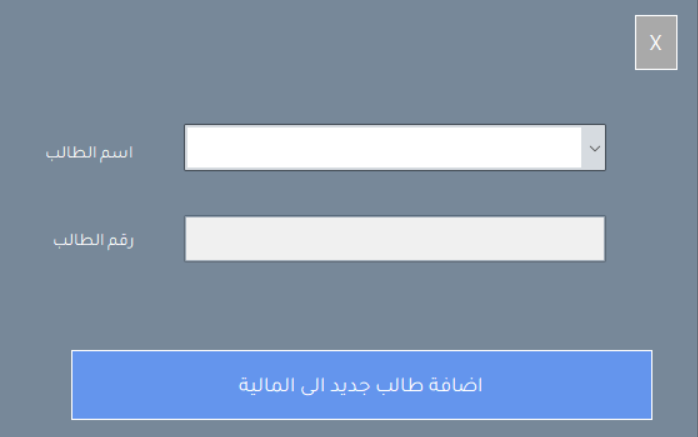 X
اسم الطالب
رقم الطالب
اضافة طالب جديد الى المالية